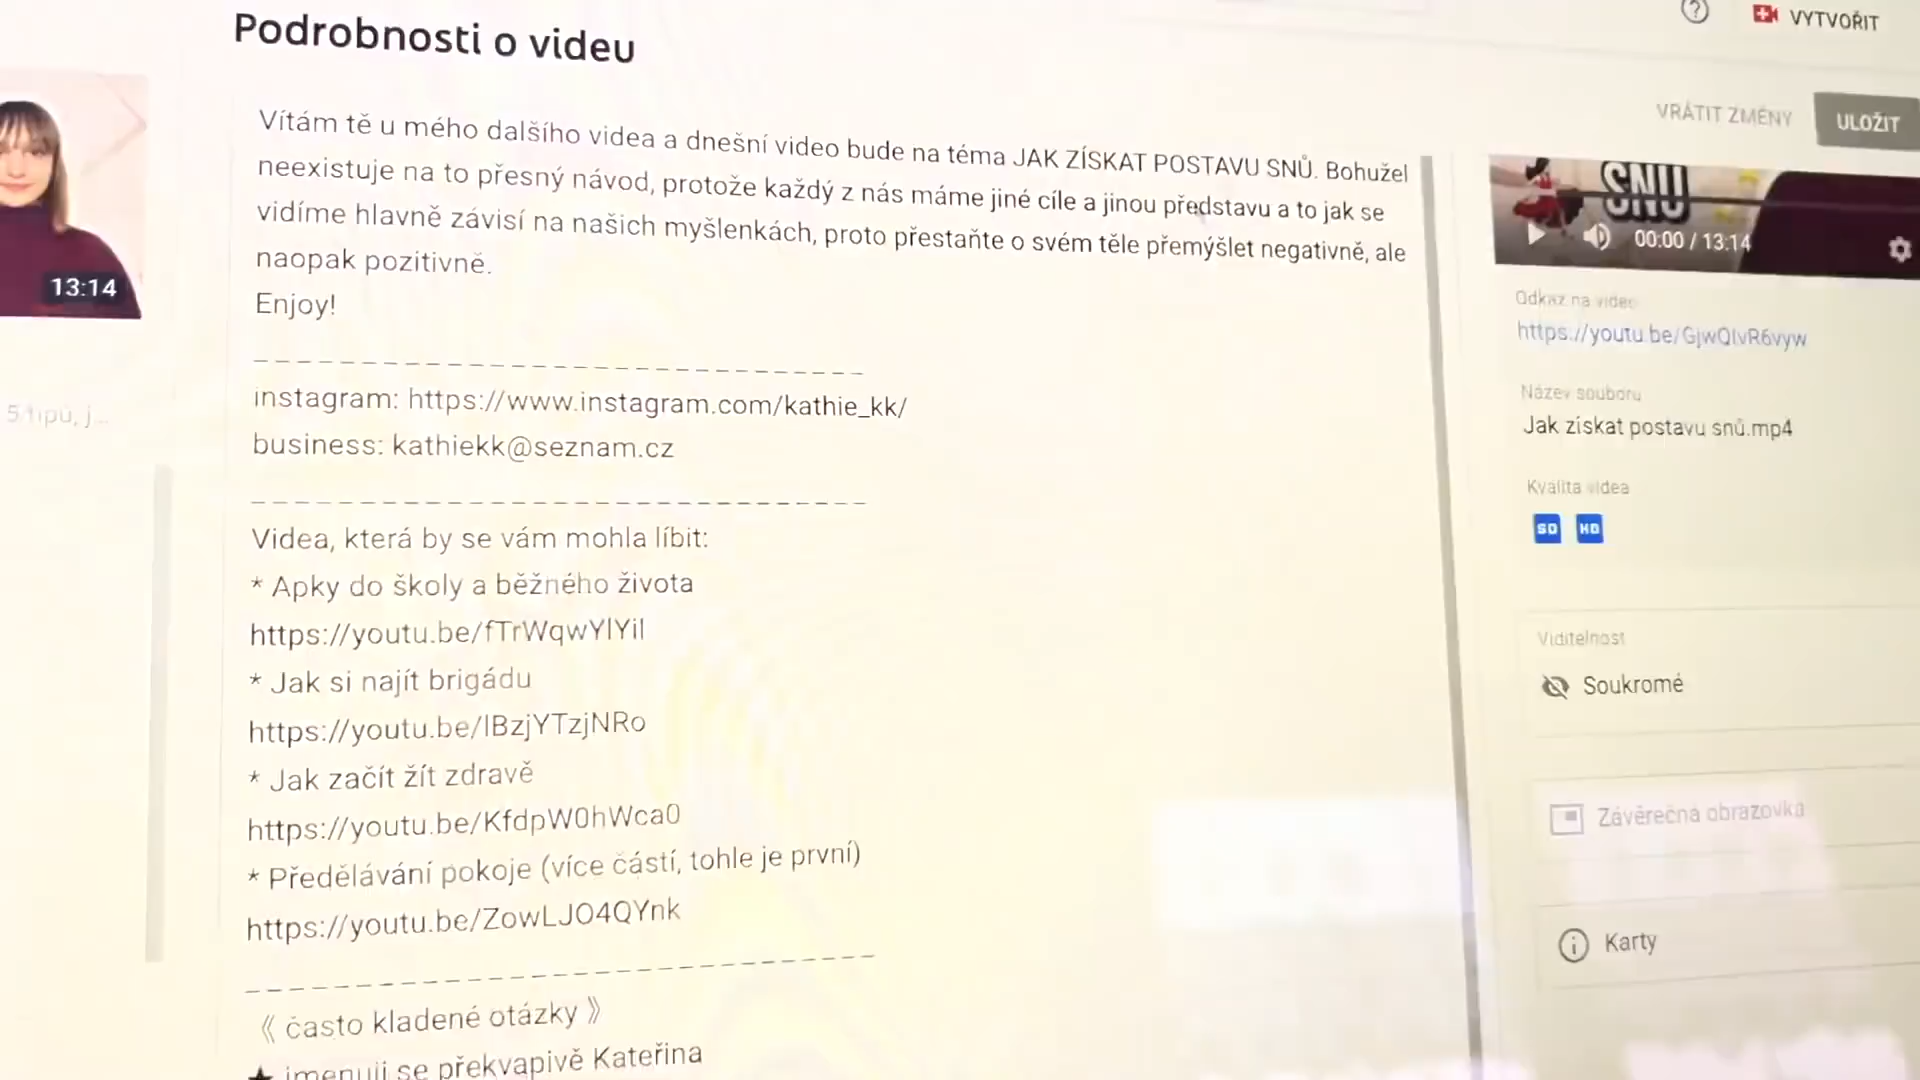 Podrobnosti o videu
VYTVOŘIT
VRÁTIT ZMĚNY
ULOŽIT
13:14
5 tipů, j...
Vítám tě u mého dalšího videa a dnešní video bude na téma JAK ZÍSKAT POSTAVU SNŮ. Bohužel
neexistuje na to přesný návod, protože každý z nás máme jiné cíle a jinou představu a to jak se
vidíme hlavně závisí na našich myšlenkách, proto přestaňte o svém těle přemýšlet negativně, ale
naopak pozitivně.
Enjoy!
_ _ _ _ _ _ _ _ _ _ _ _ _ _ _ _ _ _ _ _ _ _ _ _ _ _ _ _
instagram: https://www.instagram.com/kathie_kk/
business: kathiekk@seznam.cz
_ _ _ _ _ _ _ _ _ _ _ _ _ _ _ _ _ _ _ _ _ _ _ _ _ _ _ _
Videa, která by se vám mohla líbit:
* Apky do školy a běžného života
https://youtu.be/fTrWqwYlYiI
* Jak si najít brigádu
https://youtu.be/lBzjYTzjNRo
* Jak začít žít zdravě
https://youtu.be/KfdpW0hWca0
* Předělávání pokoje (více částí, tohle je první)
https://youtu.be/ZowLJO4QYnk
_ _ _ _ _ _ _ _ _ _ _ _ _ _ _ _ _ _ _ _ _ _ _ _ _ _ _ _
《 často kladené otázky 》
★ jmenuji se překvapivě Kateřina
SNŮ
00:00 / 13:14
Odkaz na video
https://youtu.be/GjwQIvR6vyw
Název souboru
Jak získat postavu snů.mp4
Kvalita videa
SD HD
Viditelnost
Soukromé
Závěrečná obrazovka
Karty